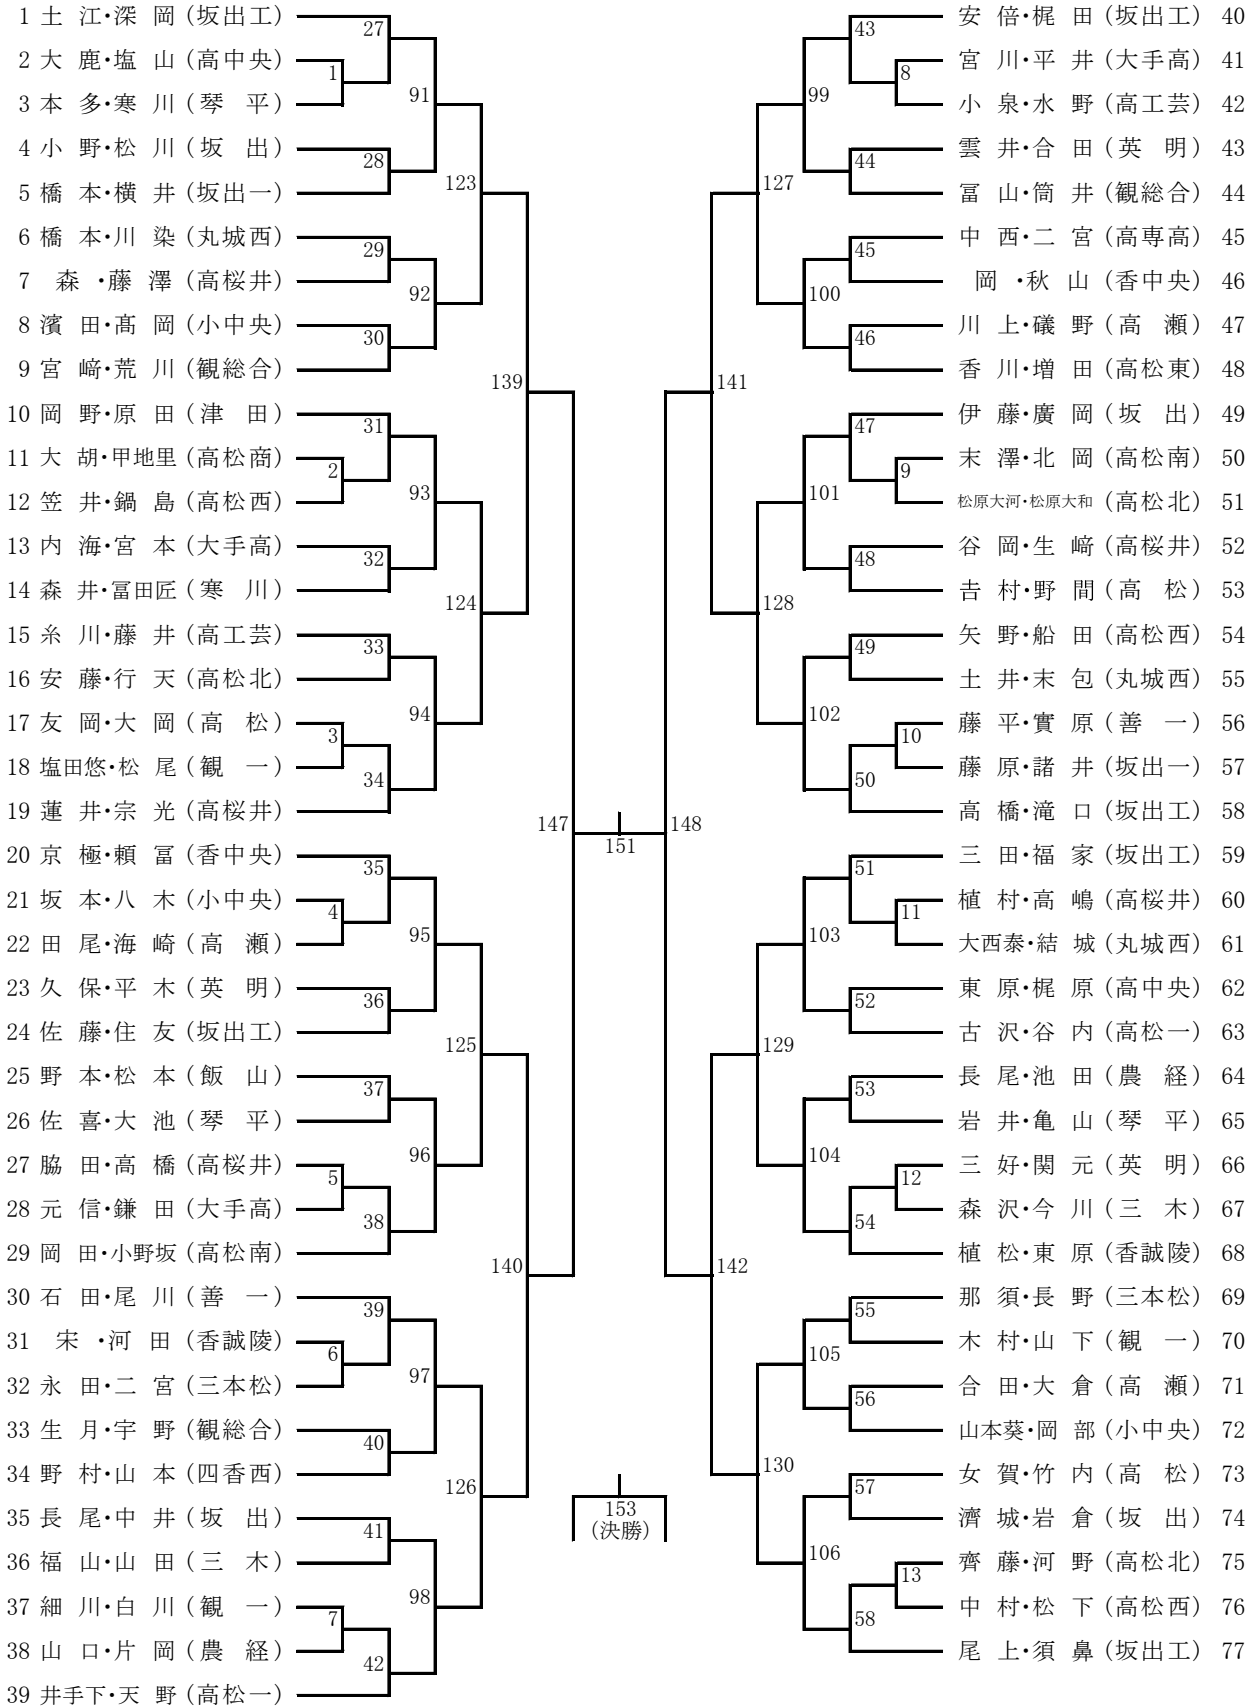 1 土 江・深 岡 (坂出工)
2 大 鹿・塩 山 (高中央)
3 本 多・寒 川 (琴 平)
4 小 野・松 川 (坂 出)
5 橋 本・横 井 (坂出一)
6 橋 本・川 染 (丸城西)
7 森 ・藤 澤 (高桜井)
8 濱 田・髙 岡 (小中央)
9 宮 﨑・荒 川 (観総合)
10 岡 野・原 田 (津 田)
11 大 胡・甲地里 (高松商)
12 笠 井・鍋 島 (高松西)
13 内 海・宮 本 (大手高)
14 森 井・冨田匠 (寒 川)
15 糸 川・藤 井 (高工芸)
16 安 藤・行 天 (高松北)
17 友 岡・大 岡 (高 松)
18 塩田悠・松 尾 (観 一)
19 蓮 井・宗 光 (高桜井)
20 京 極・頼 冨 (香中央)
21 坂 本・八 木 (小中央)
22 田 尾・海 崎 (高 瀬)
23 久 保・平 木 (英 明)
24 佐 藤・住 友 (坂出工)
25 野 本・松 本 (飯 山)
26 佐 喜・大 池 (琴 平)
27 脇 田・高 橋 (高桜井)
28 元 信・鎌 田 (大手高)
29 岡 田・小野坂 (高松南)
30 石 田・尾 川 (善 一)
31 宋 ・河 田 (香誠陵)
32 永 田・二 宮 (三本松)
33 生 月・宇 野 (観総合)
34 野 村・山 本 (四香西)
35 長 尾・中 井 (坂 出)
36 福 山・山 田 (三 木)
37 細 川・白 川 (観 一)
38 山 口・片 岡 (農 経)
39 井手下・天 野 (高松一)
27
1
28
29
30
31
2
32
33
3
34
35
4
36
37
5
38
39
6
40
41
7
42
91
92
93
94
95
96
97
98
123
124
125
126
139
140
147
151
148
153
(決勝)
141
142
127
128
129
130
99
100
101
102
103
104
105
106
43
8
44
45
46
47
9
48
49
10
50
51
11
52
53
12
54
55
56
57
13
58
安 倍・梶 田 (坂出工) 40
宮 川・平 井 (大手高) 41
小 泉・水 野 (高工芸) 42
雲 井・合 田 (英 明) 43
冨 山・筒 井 (観総合) 44
中 西・二 宮 (高専高) 45
岡 ・秋 山 (香中央) 46
川 上・礒 野 (高 瀬) 47
香 川・増 田 (高松東) 48
伊 藤・廣 岡 (坂 出) 49
末 澤・北 岡 (高松南) 50
松原大河・松原大和 (高松北) 51
谷 岡・生 﨑 (高桜井) 52
𠮷 村・野 間 (高 松) 53
矢 野・船 田 (高松西) 54
土 井・末 包 (丸城西) 55
藤 平・實 原 (善 一) 56
藤 原・諸 井 (坂出一) 57
高 橋・滝 口 (坂出工) 58
三 田・福 家 (坂出工) 59
植 村・高 嶋 (高桜井) 60
大西泰・結 城 (丸城西) 61
東 原・梶 原 (高中央) 62
古 沢・谷 内 (高松一) 63
長 尾・池 田 (農 経) 64
岩 井・亀 山 (琴 平) 65
三 好・関 元 (英 明) 66
森 沢・今 川 (三 木) 67
植 松・東 原 (香誠陵) 68
那 須・長 野 (三本松) 69
木 村・山 下 (観 一) 70
合 田・大 倉 (高 瀬) 71
山本葵・岡 部 (小中央) 72
女 賀・竹 内 (高 松) 73
濟 城・岩 倉 (坂 出) 74
齊 藤・河 野 (高松北) 75
中 村・松 下 (高松西) 76
尾 上・須 鼻 (坂出工) 77